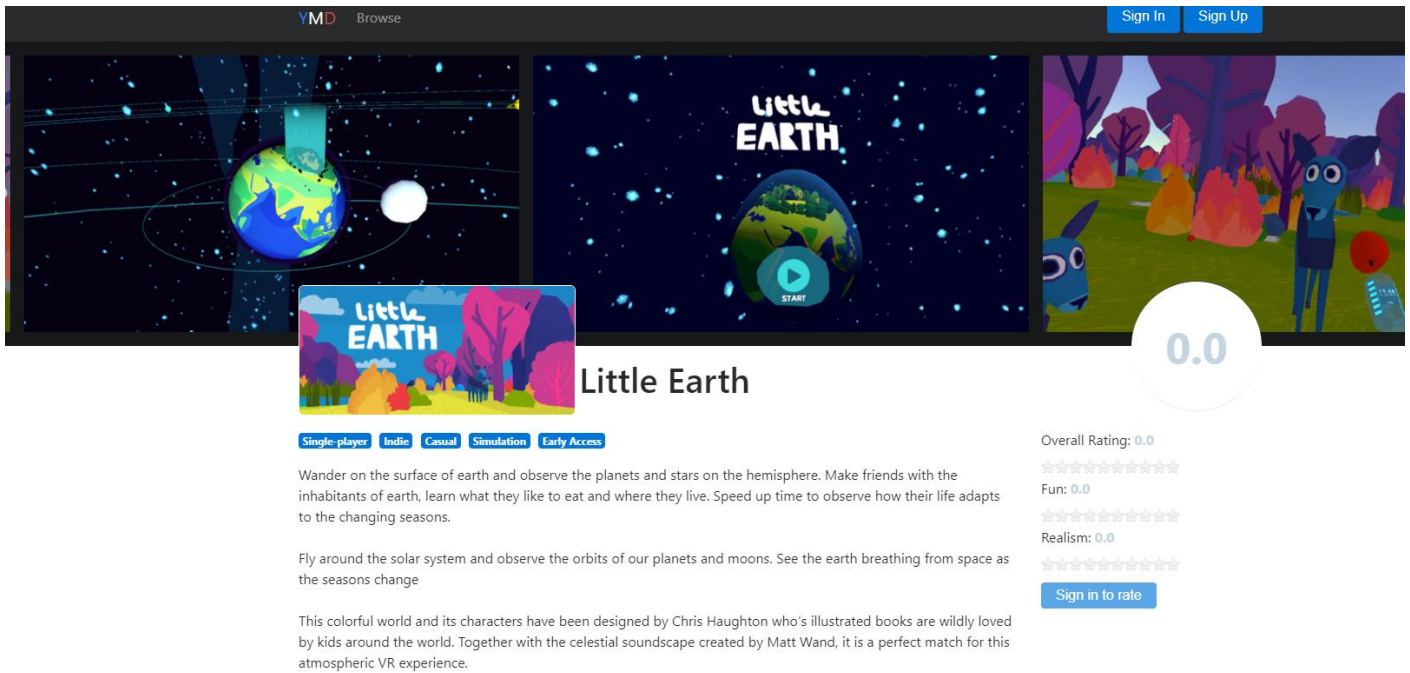 YMD Browse Sign In Sign Up
Little
EARTH
START
Little
EARTH
Little Earth
0.0
Single-player Indie Casual Simulation Early Access
Wander on the surface of earth and observe the planets and stars on the hemisphere. Make friends with the
inhabitants of earth, learn what they like to eat and where they live. Speed up time to observe how their life adapts
to the changing seasons.
Fly around the solar system and observe the orbits of our planets and moons. See the earth breathing from space as
the seasons change
This colorful world and its characters have been designed by Chris Haughton who's illustrated books are wildly loved
by kids around the world. Together with the celestial soundscape created by Matt Wand, it is a perfect match for this
atmospheric VR experience.
Overall Rating: 0.0
Fun: 0.0
Realism: 0.0
Sign in to rate